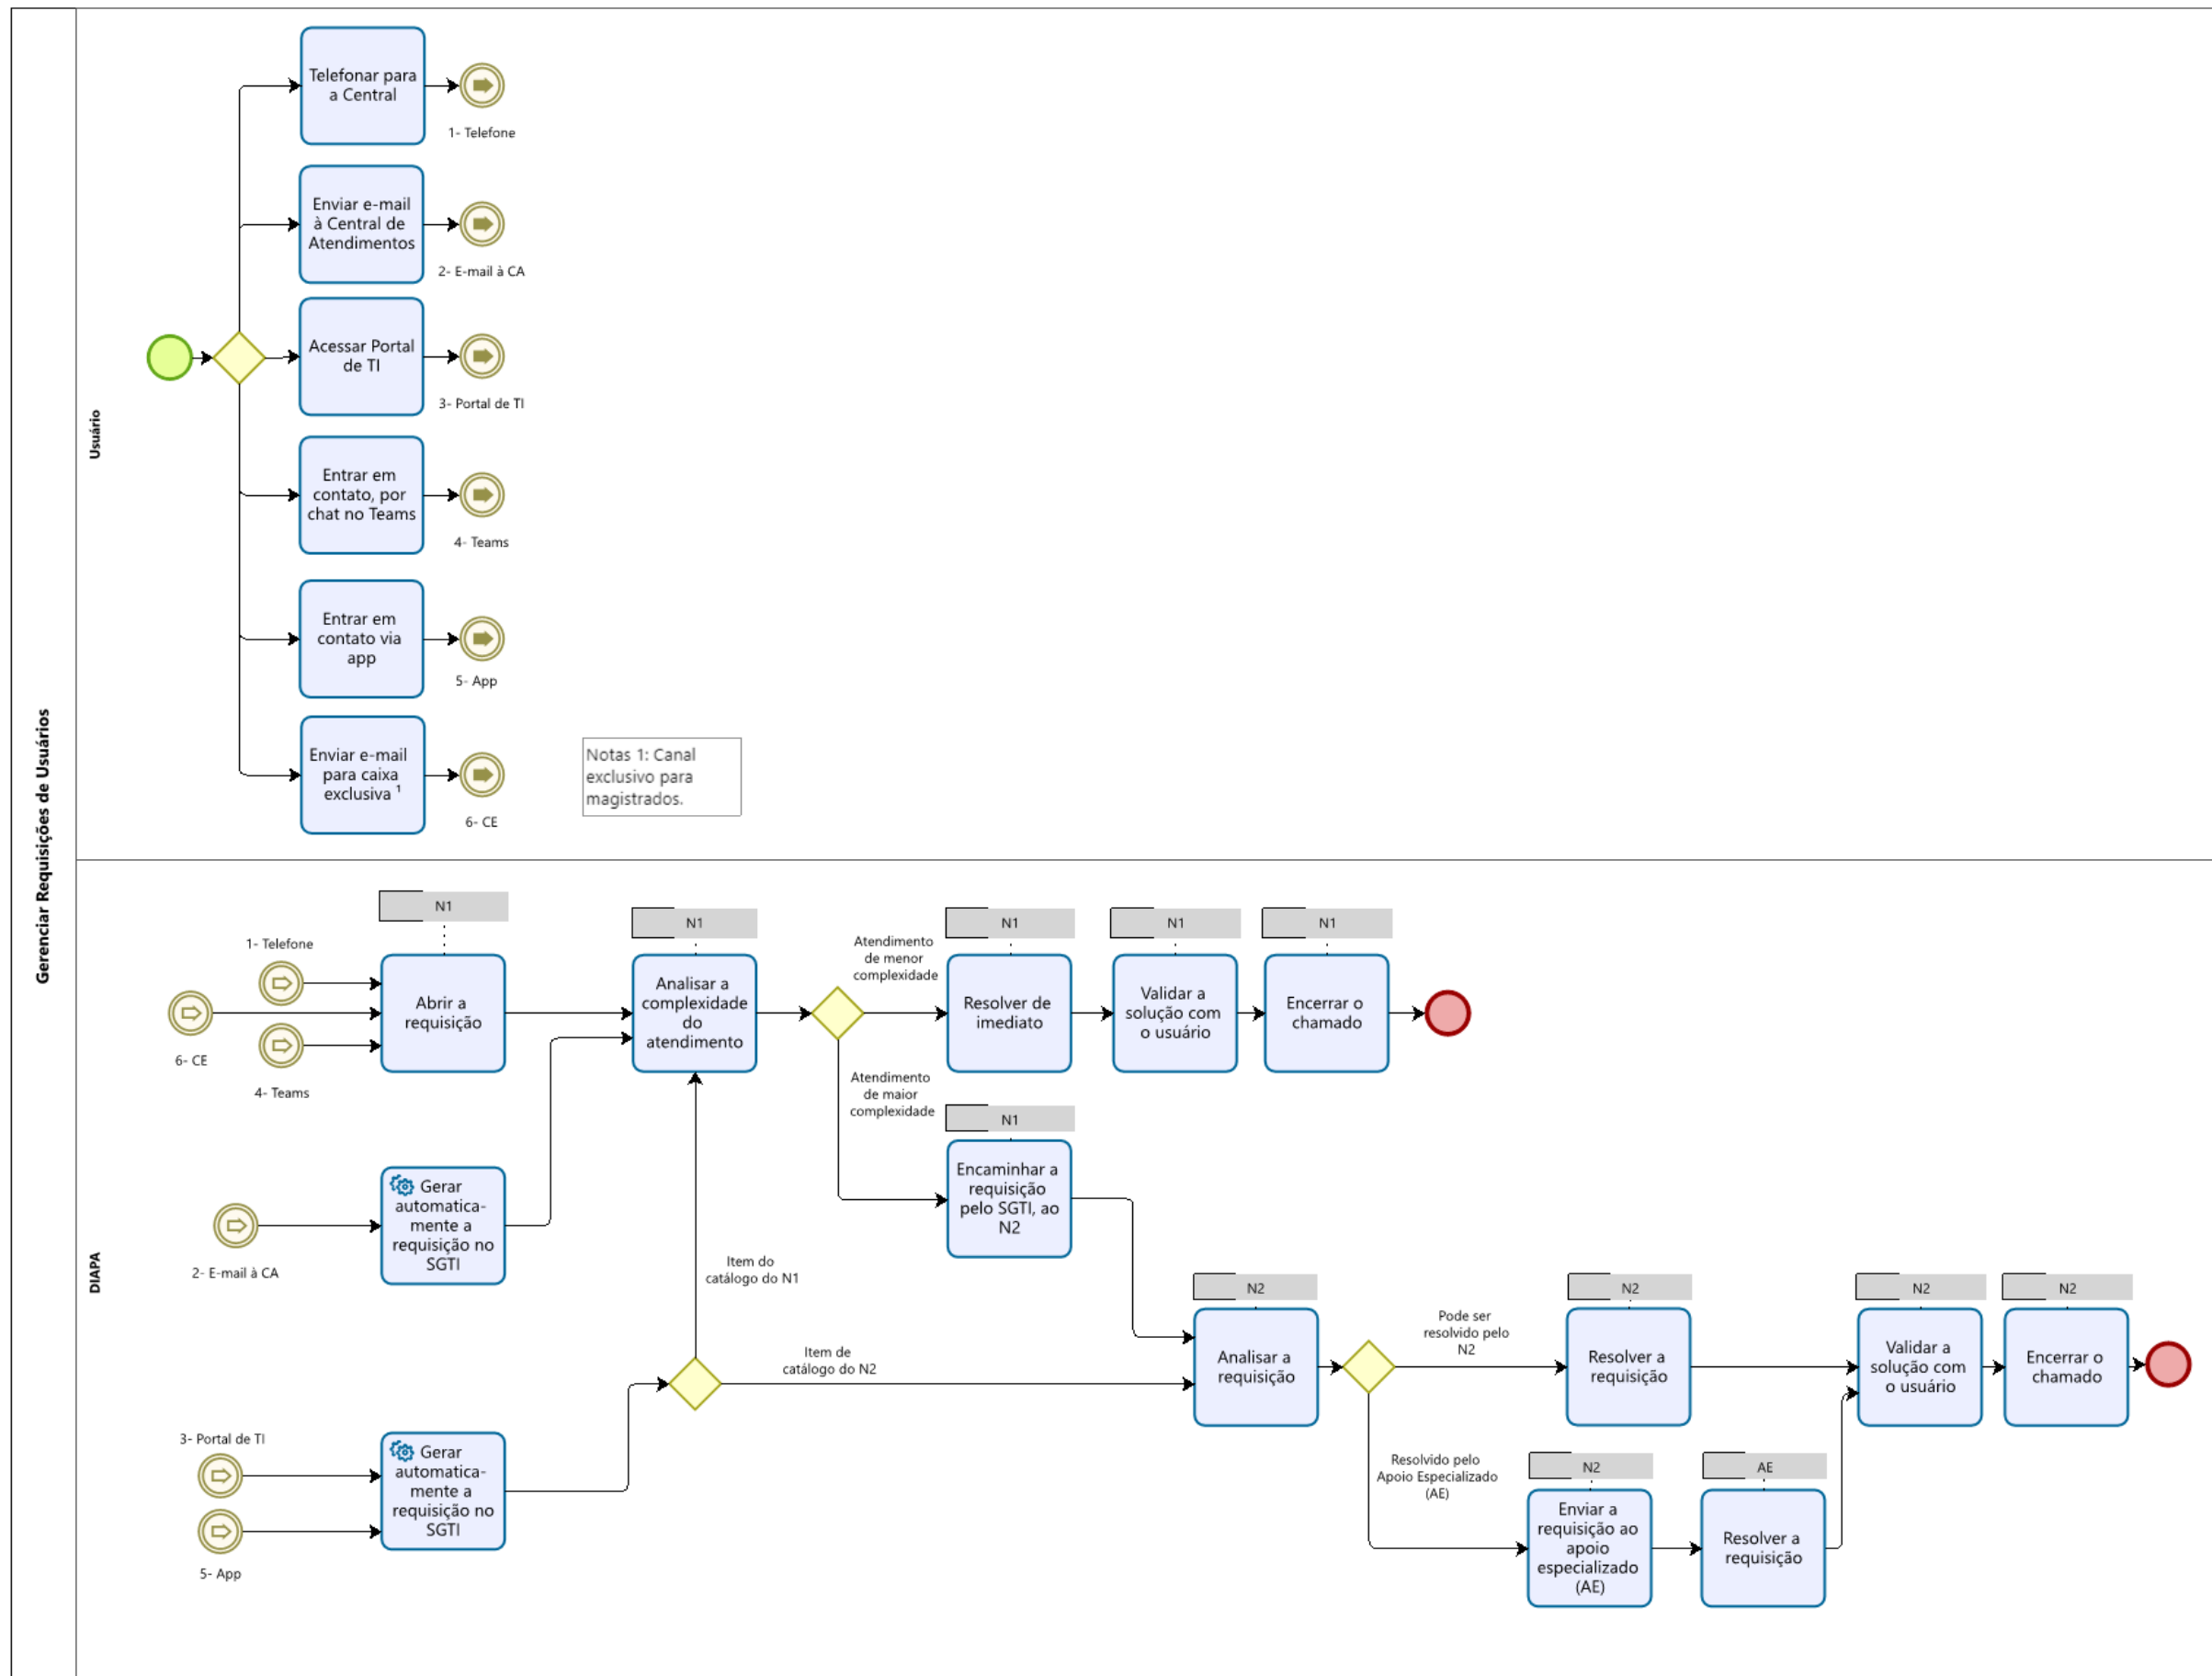 Gerenciar Requisições de Usuários
Usuário
Telefonar para
a Central
1- Telefone
Enviar e-mail
à Central de
Atendimentos
2- E-mail à CA
Acessar Portal
de TI
3- Portal de TI
Entrar em
contato, por
chat no Teams
4- Teams
Entrar em
contato via
app
5- App
Enviar e-mail
para caixa
exclusiva ¹
6- CE
Notas 1: Canal
exclusivo para
magistrados.
DIAPA
1- Telefone
6- CE
4- Teams
N1
Abrir a
requisição
N1
Analisar a
complexidade
do
atendimento
Atendimento
de menor
complexidade
N1
Resolver de
imediato
N1
Validar a
solução com
o usuário
N1
Encerrar o
chamado
Atendimento
de maior
complexidade
N1
Encaminhar a
requisição
pelo SGTI, ao
N2
2- E-mail à CA
Gerar
automatica-
mente a
requisição no
SGTI
Item do
catálogo do N1
Item de
catálogo do N2
3- Portal de TI
5- App
Gerar
automatica-
mente a
requisição no
SGTI
N2
Analisar a
requisição
Pode ser
resolvido pelo
N2
N2
Resolver a
requisição
N2
Validar a
solução com
o usuário
N2
Encerrar o
chamado
Resolvido pelo
Apoio Especializado
(AE)
N2
Enviar a
requisição ao
apoio
especializado
(AE)
AE
Resolver a
requisição